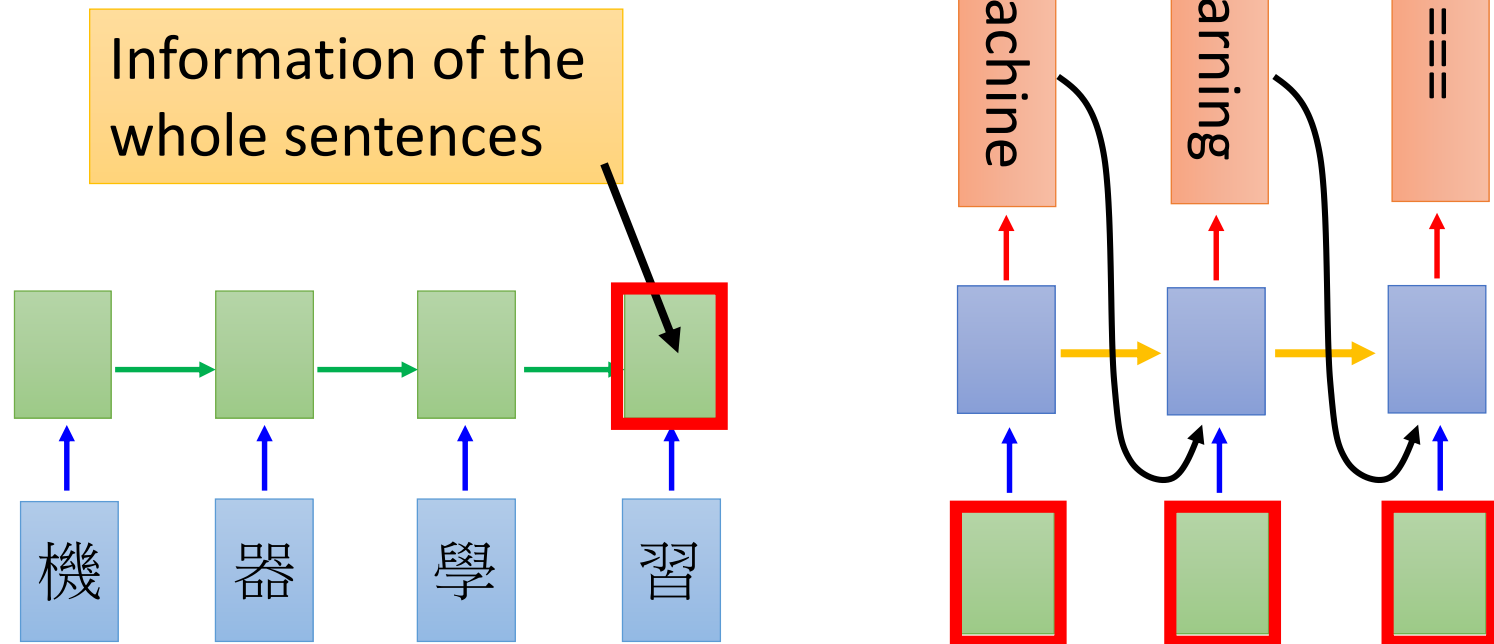 Information of the
whole sentences
achine
arning
===
機
器
學
習